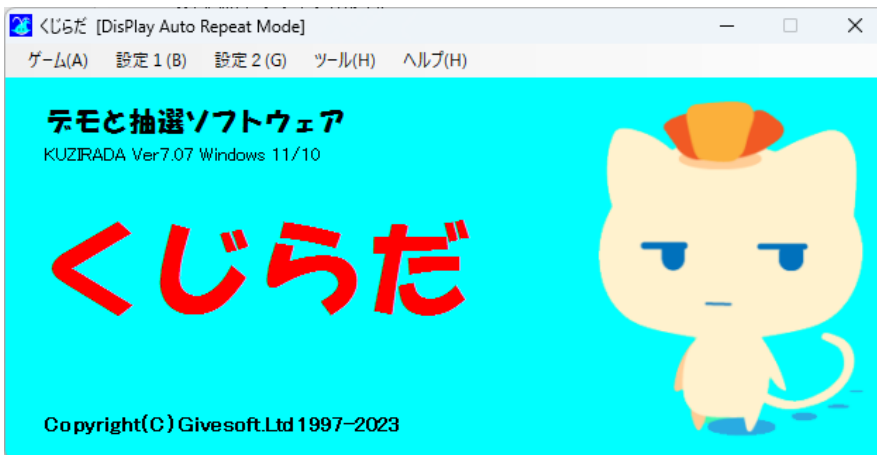 くじらだ [DisPlay Auto Repeat Mode]
ゲーム(A) 設定1(B) 設定2(G) ツール(H) ヘルプ(H)
デモと抽選ソフトウェア
KUZIRADA Ver7.07 Windows 11/10
くじらだ
Copyright(C)Givesoft.Ltd 1997-2023